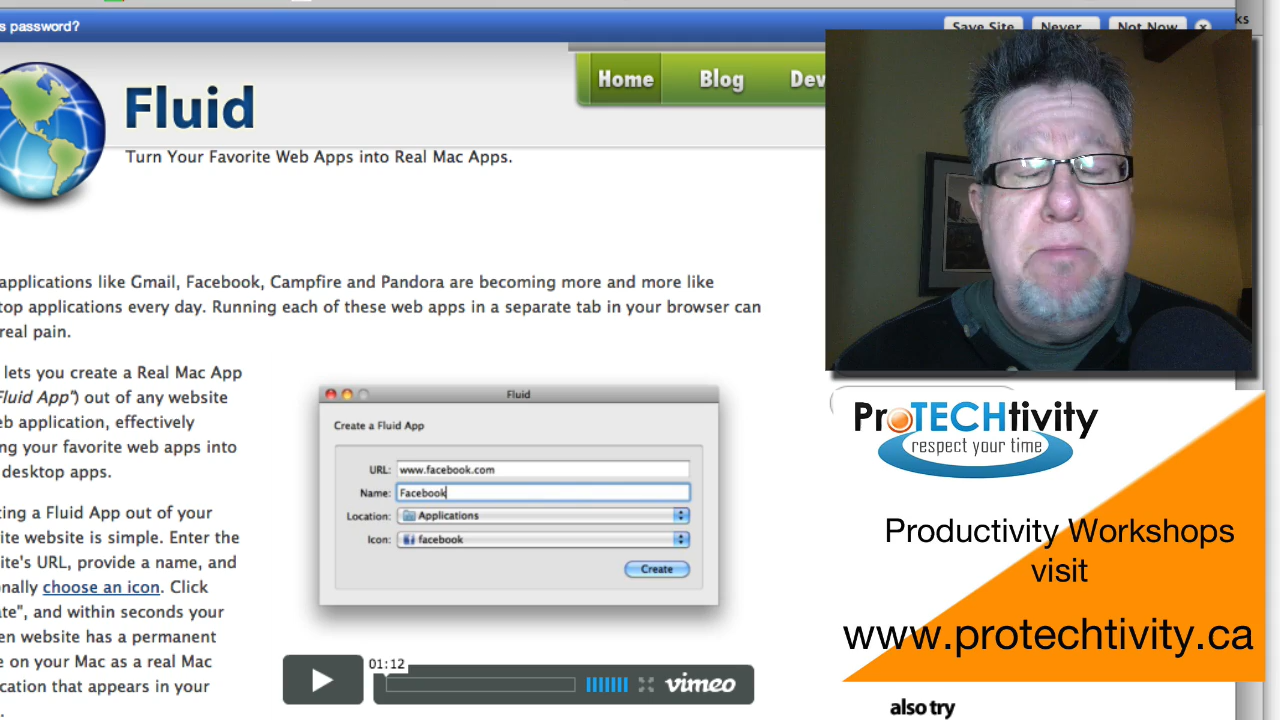 s password?
Save Site
Never...
Not Now
ks
Home
Blog
Dev
Fluid
Turn Your Favorite Web Apps into Real Mac Apps.
applications like Gmail, Facebook, Campfire and Pandora are becoming more and more like
top applications every day. Running each of these web apps in a separate tab in your browser can
real pain.
lets you create a Real Mac App
Fluid App") out of any website
eb application, effectively
ing your favorite web apps into
desktop apps.
ting a Fluid App out of your
ite website is simple. Enter the
ite's URL, provide a name, and
onally choose an icon. Click
ate", and within seconds your
en website has a permanent
e on your Mac as a real Mac
cation that appears in your
Fluid
Create a Fluid App
URL: www.facebook.com
Name: Facebook
Location: Applications
Icon: facebook
Create
01:12
vimeo
ProTECHtivity
respect your time
Productivity Workshops
visit
www.protechtivity.ca
also try